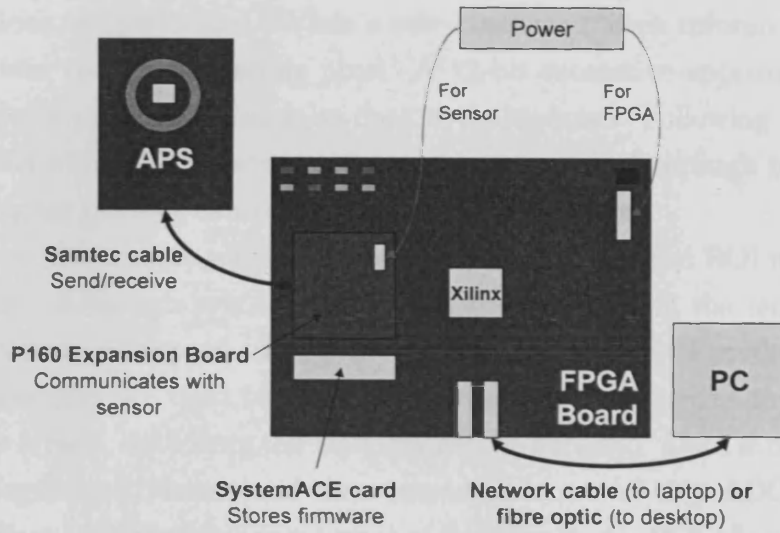 Power
For
Sensor
For
FPGA
APS
Samtec cable
Send/receive
Xilinx
P160 Expansion Board
Communicates with
sensor
FPGA
Board
PC
SystemACE card
Stores firmware
Network cable (to laptop) or
fibre optic (to desktop)